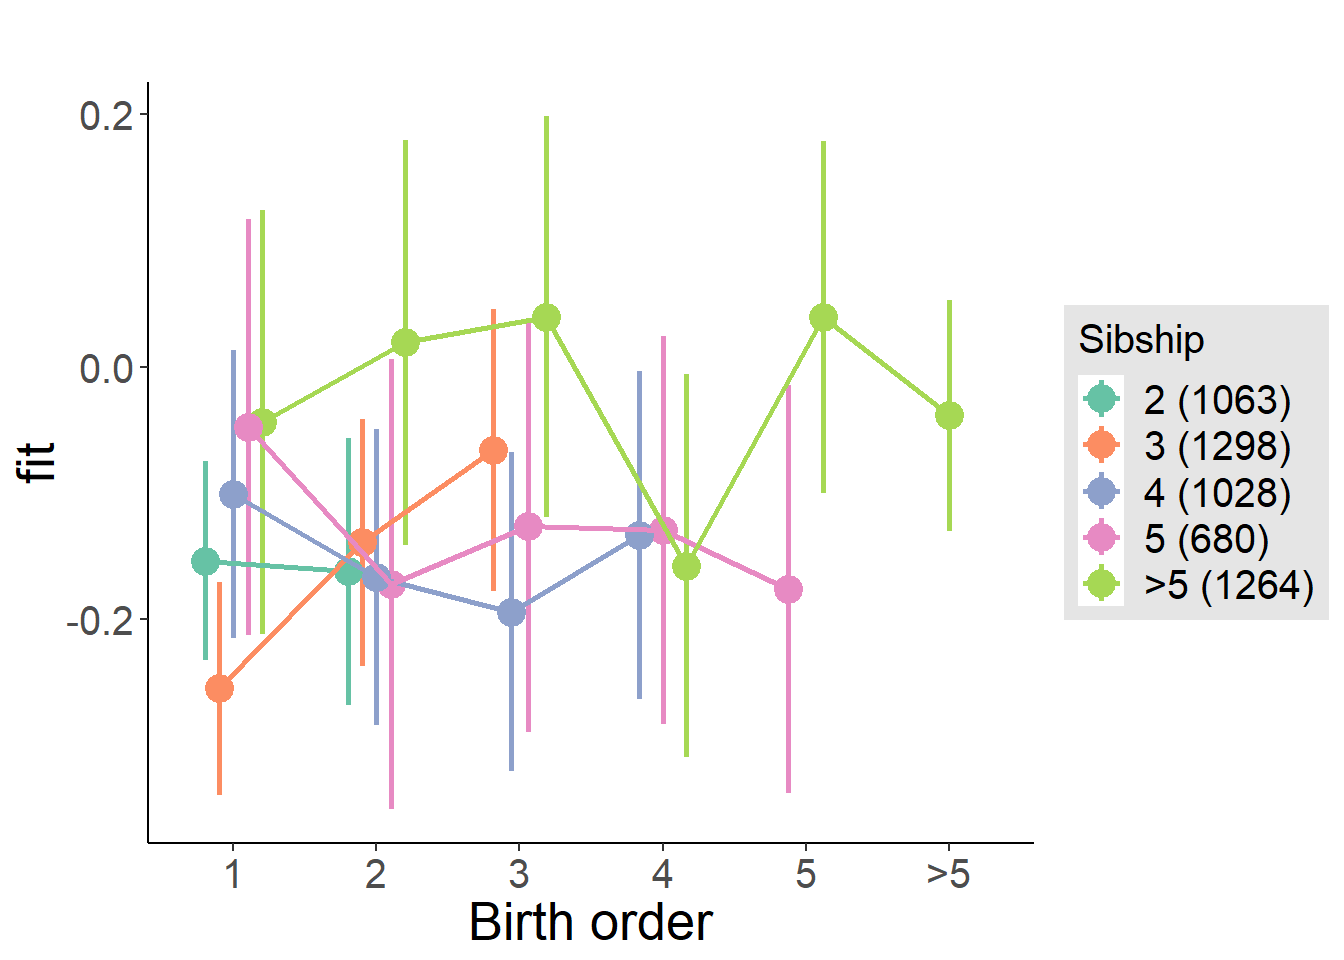 fit
0.2
0.0
-0.2
1 2 3 4 5 >5
Birth order
Sibship
2 (1063)
3 (1298)
4 (1028)
5 (680)
>5 (1264)